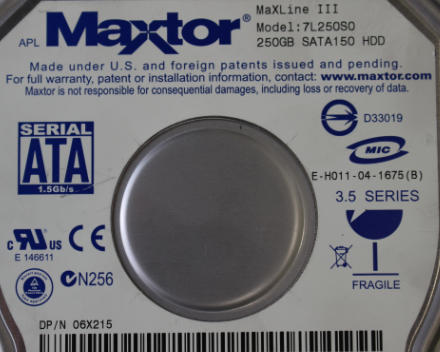 APL Maxtor® MaXLine III
Model:7L250S0
250GB SATA150 HDD
Made under U.S. and foreign patents issued and pending.
For full warranty, patent or installation information, contact: www.maxtor.com
Maxtor is not responsible for consequential damages, including loss or recovery of data.
SERIAL
ATA
1.5Gb/s
D33019
MIC
E-H011-04-1675(B)
3.5 SERIES
c RU us CE
E 146611
N256
FRAGILE
DP/N 06X215